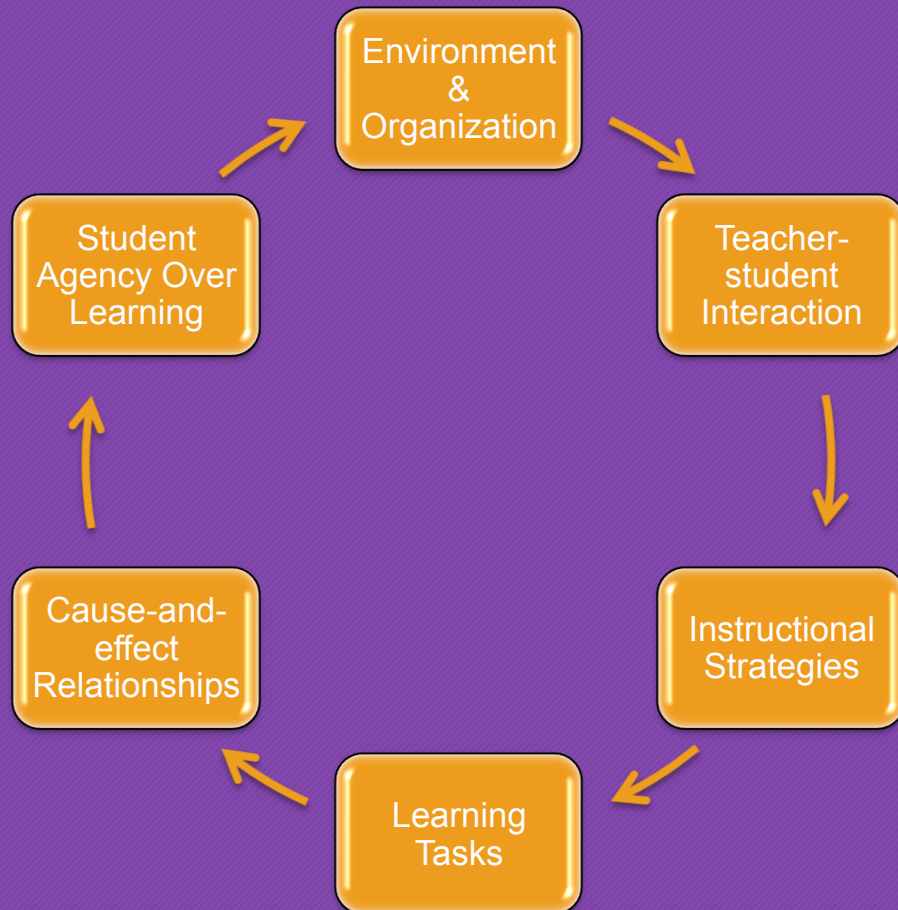 Environment
&
Organization
Teacher-
student
Interaction
Instructional
Strategies
Learning
Tasks
Cause-and-
effect
Relationships
Student
Agency Over
Learning